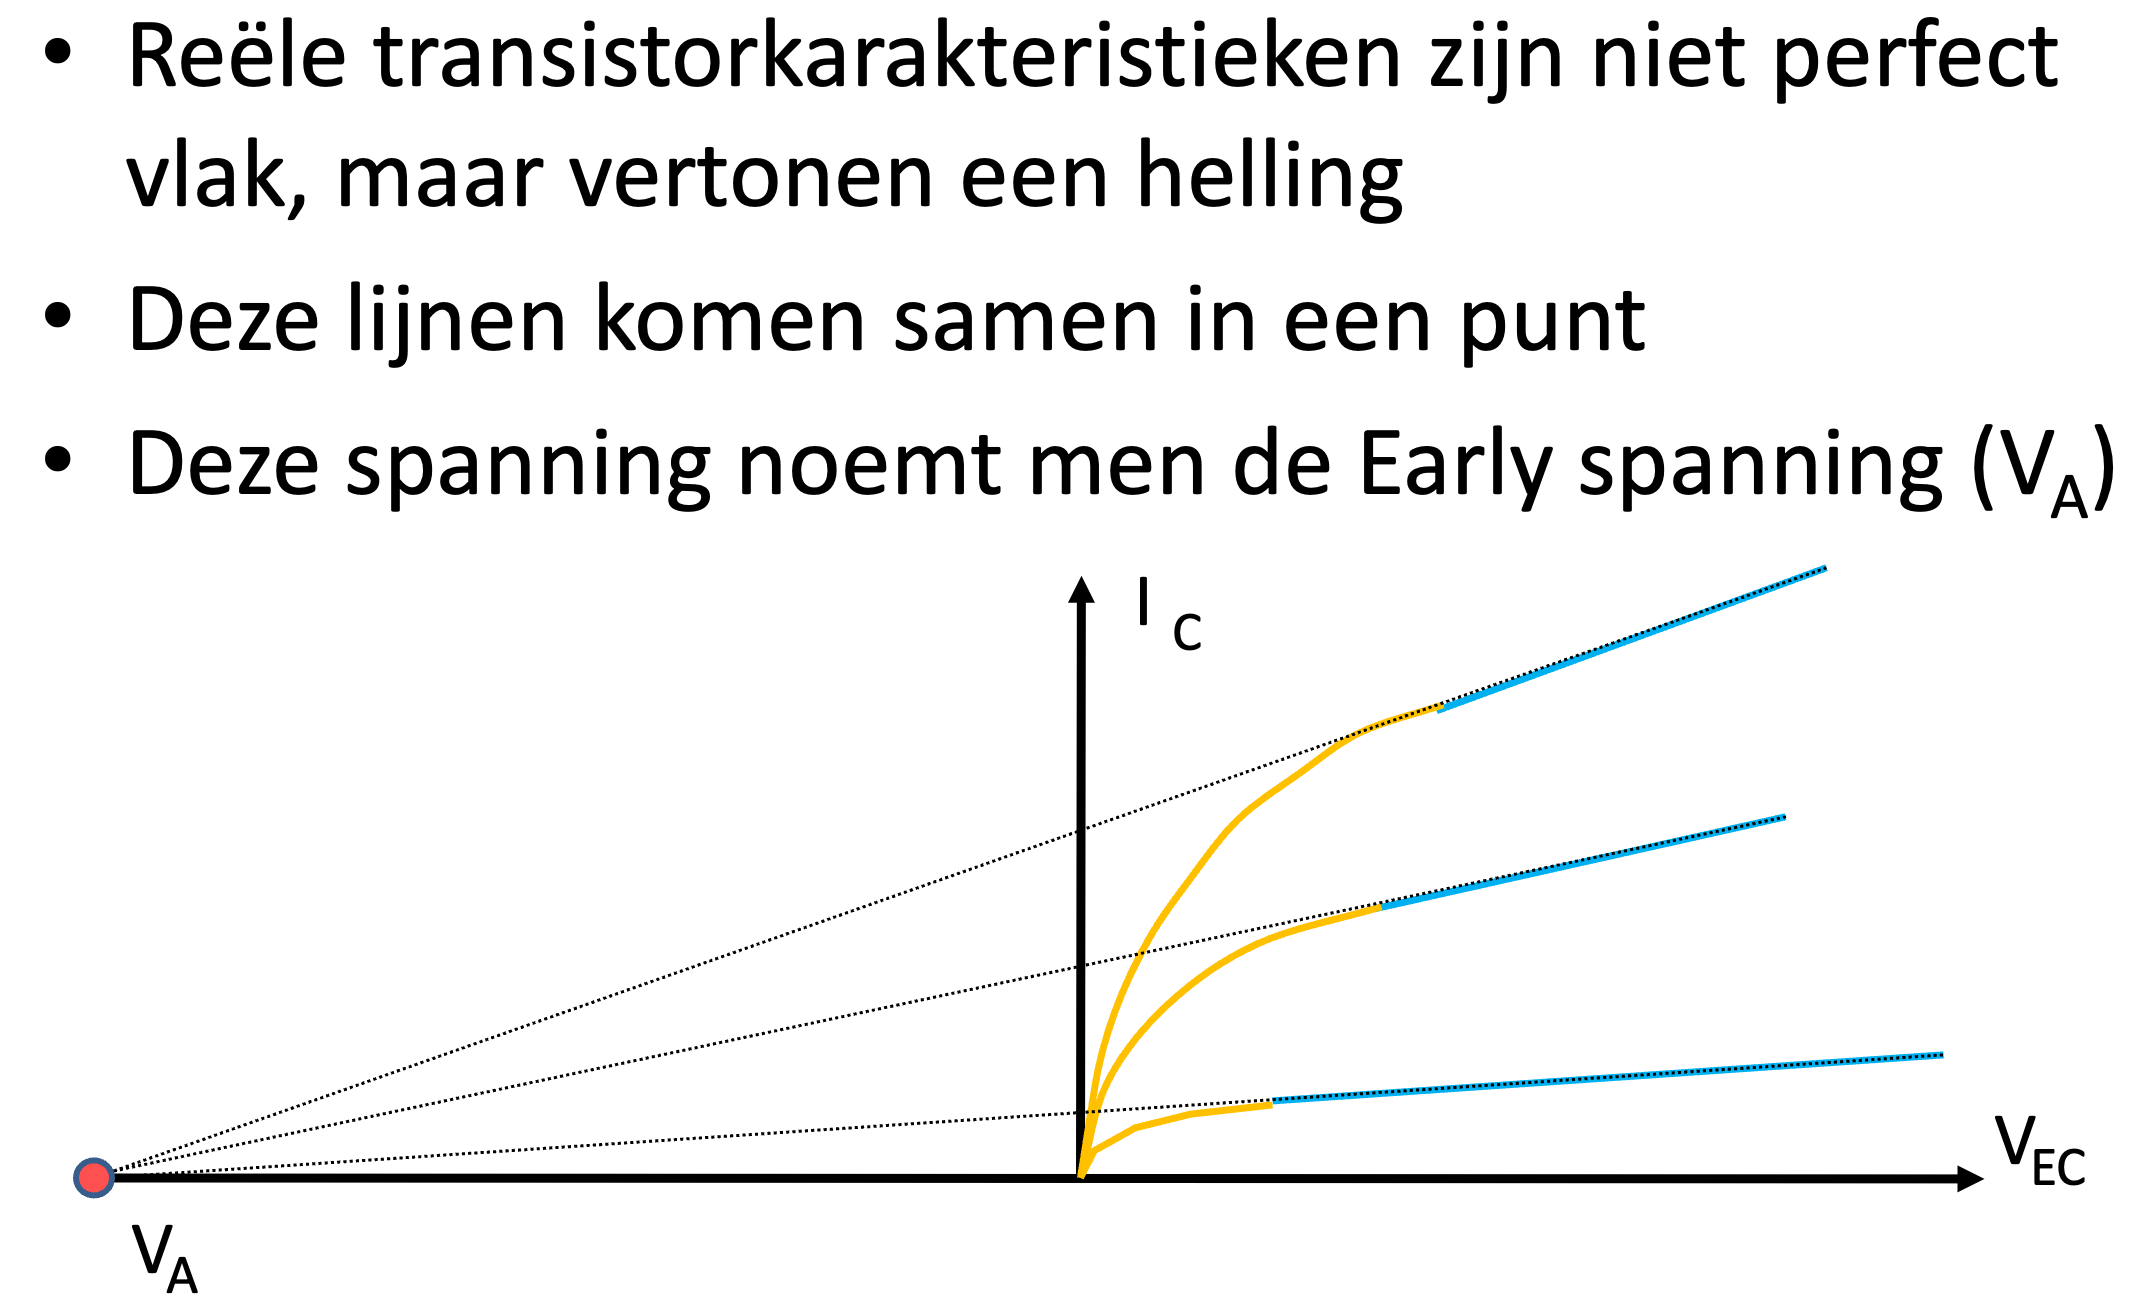 • Reële transistorkarakteristieken zijn niet perfect
vlak, maar vertonen een helling
• Deze lijnen komen samen in een punt
• Deze spanning noemt men de Early spanning (VA)
I C
VEC
VA